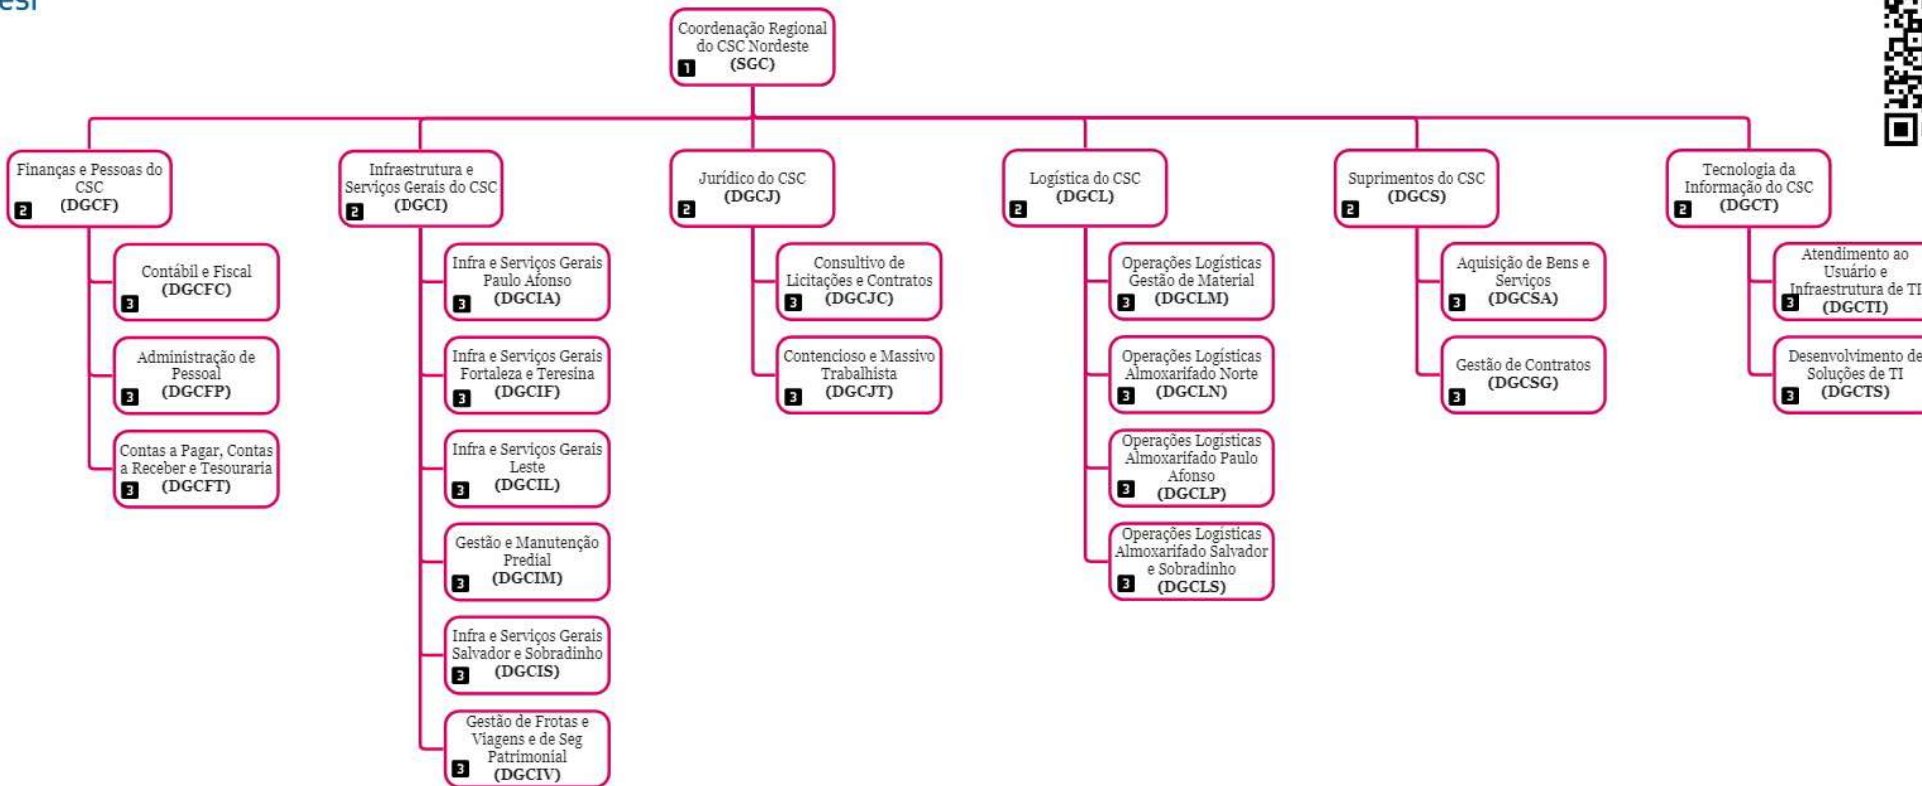 Coordenação Regional
do CSC Nordeste
(SGC)
1
Finanças e Pessoas do
CSC
(DGCF)
2
Infraestrutura e
Serviços Gerais do CSC
(DGCI)
2
Jurídico do CSC
(DGCJ)
2
Logística do CSC
(DGCL)
2
Suprimentos do CSC
(DGCS)
2
Tecnologia da
Informação do CSC
(DGCT)
2
Contábil e Fiscal
(DGCFC)
3
Administração de
Pessoal
(DGCFP)
3
Contas a Pagar, Contas
a Receber e Tesouraria
(DGCFT)
3
Infra e Serviços Gerais
Paulo Afonso
(DGCIA)
3
Infra e Serviços Gerais
Fortaleza e Teresina
(DGCIF)
3
Infra e Serviços Gerais
Leste
(DGCIL)
3
Gestão e Manutenção
Predial
(DGCIM)
3
Infra e Serviços Gerais
Salvador e Sobradinho
(DGCIS)
3
Gestão de Frotas e
Viagens e de Seg
Patrimonial
(DGCIV)
3
Consultivo de
Licitações e Contratos
(DGCJC)
3
Contencioso e Massivo
Trabalhista
(DGCJT)
3
Operações Logísticas
Gestão de Material
(DGCLM)
3
Operações Logísticas
Almoxarifado Norte
(DGCLN)
3
Operações Logísticas
Almoxarifado Paulo
Afonso
(DGCLP)
3
Operações Logísticas
Almoxarifado Salvador
e Sobradinho
(DGCLS)
3
Aquisição de Bens e
Serviços
(DGCSA)
3
Gestão de Contratos
(DGCSG)
3
Atendimento ao
Usuário e
Infraestrutura de TI
(DGCTI)
3
Desenvolvimento de
Soluções de TI
(DGCTS)
3